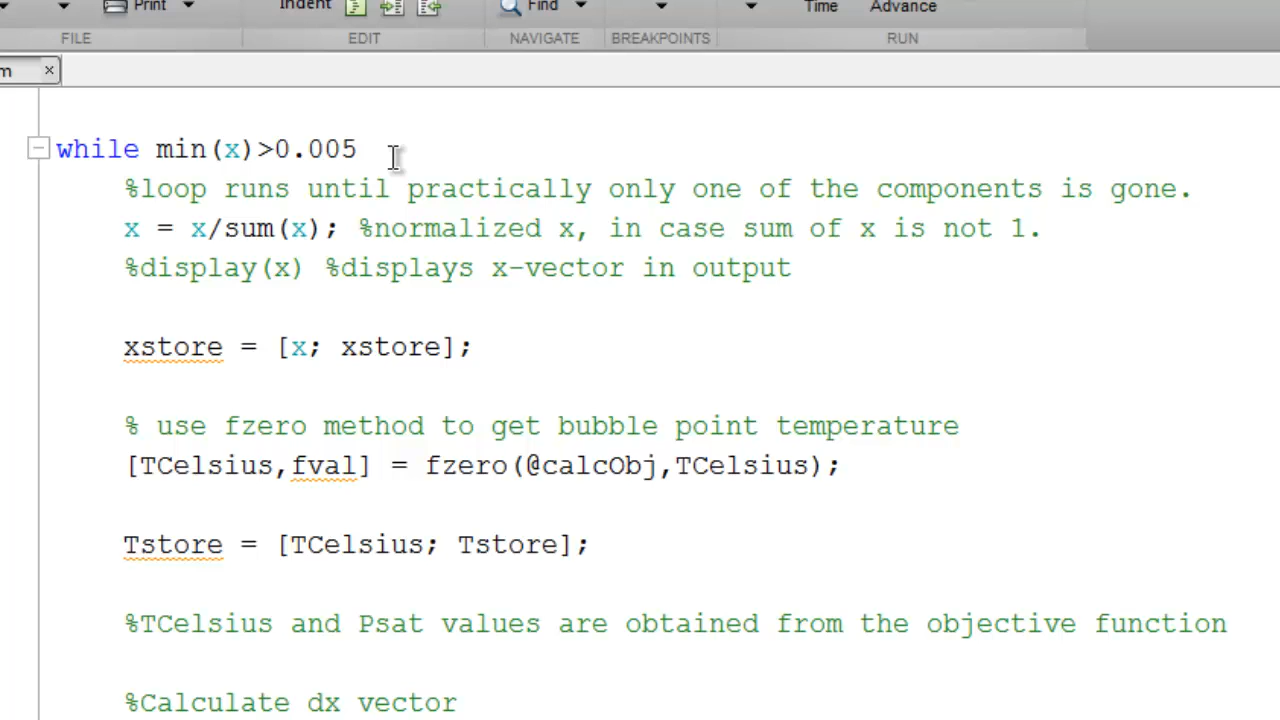 Print Indent Find Time Advance
FILE EDIT NAVIGATE BREAKPOINTS RUN
m ×
while min(x)>0.005
%loop runs until practically only one of the components is gone.
x = x/sum(x); %normalized x, in case sum of x is not 1.
%display(x) %displays x-vector in output
xstore = [x; xstore];
% use fzero method to get bubble point temperature
[TCelsius,fval] = fzero(@calcObj,TCelsius);
Tstore = [TCelsius; Tstore];
%TCelsius and Psat values are obtained from the objective function
%Calculate dx vector